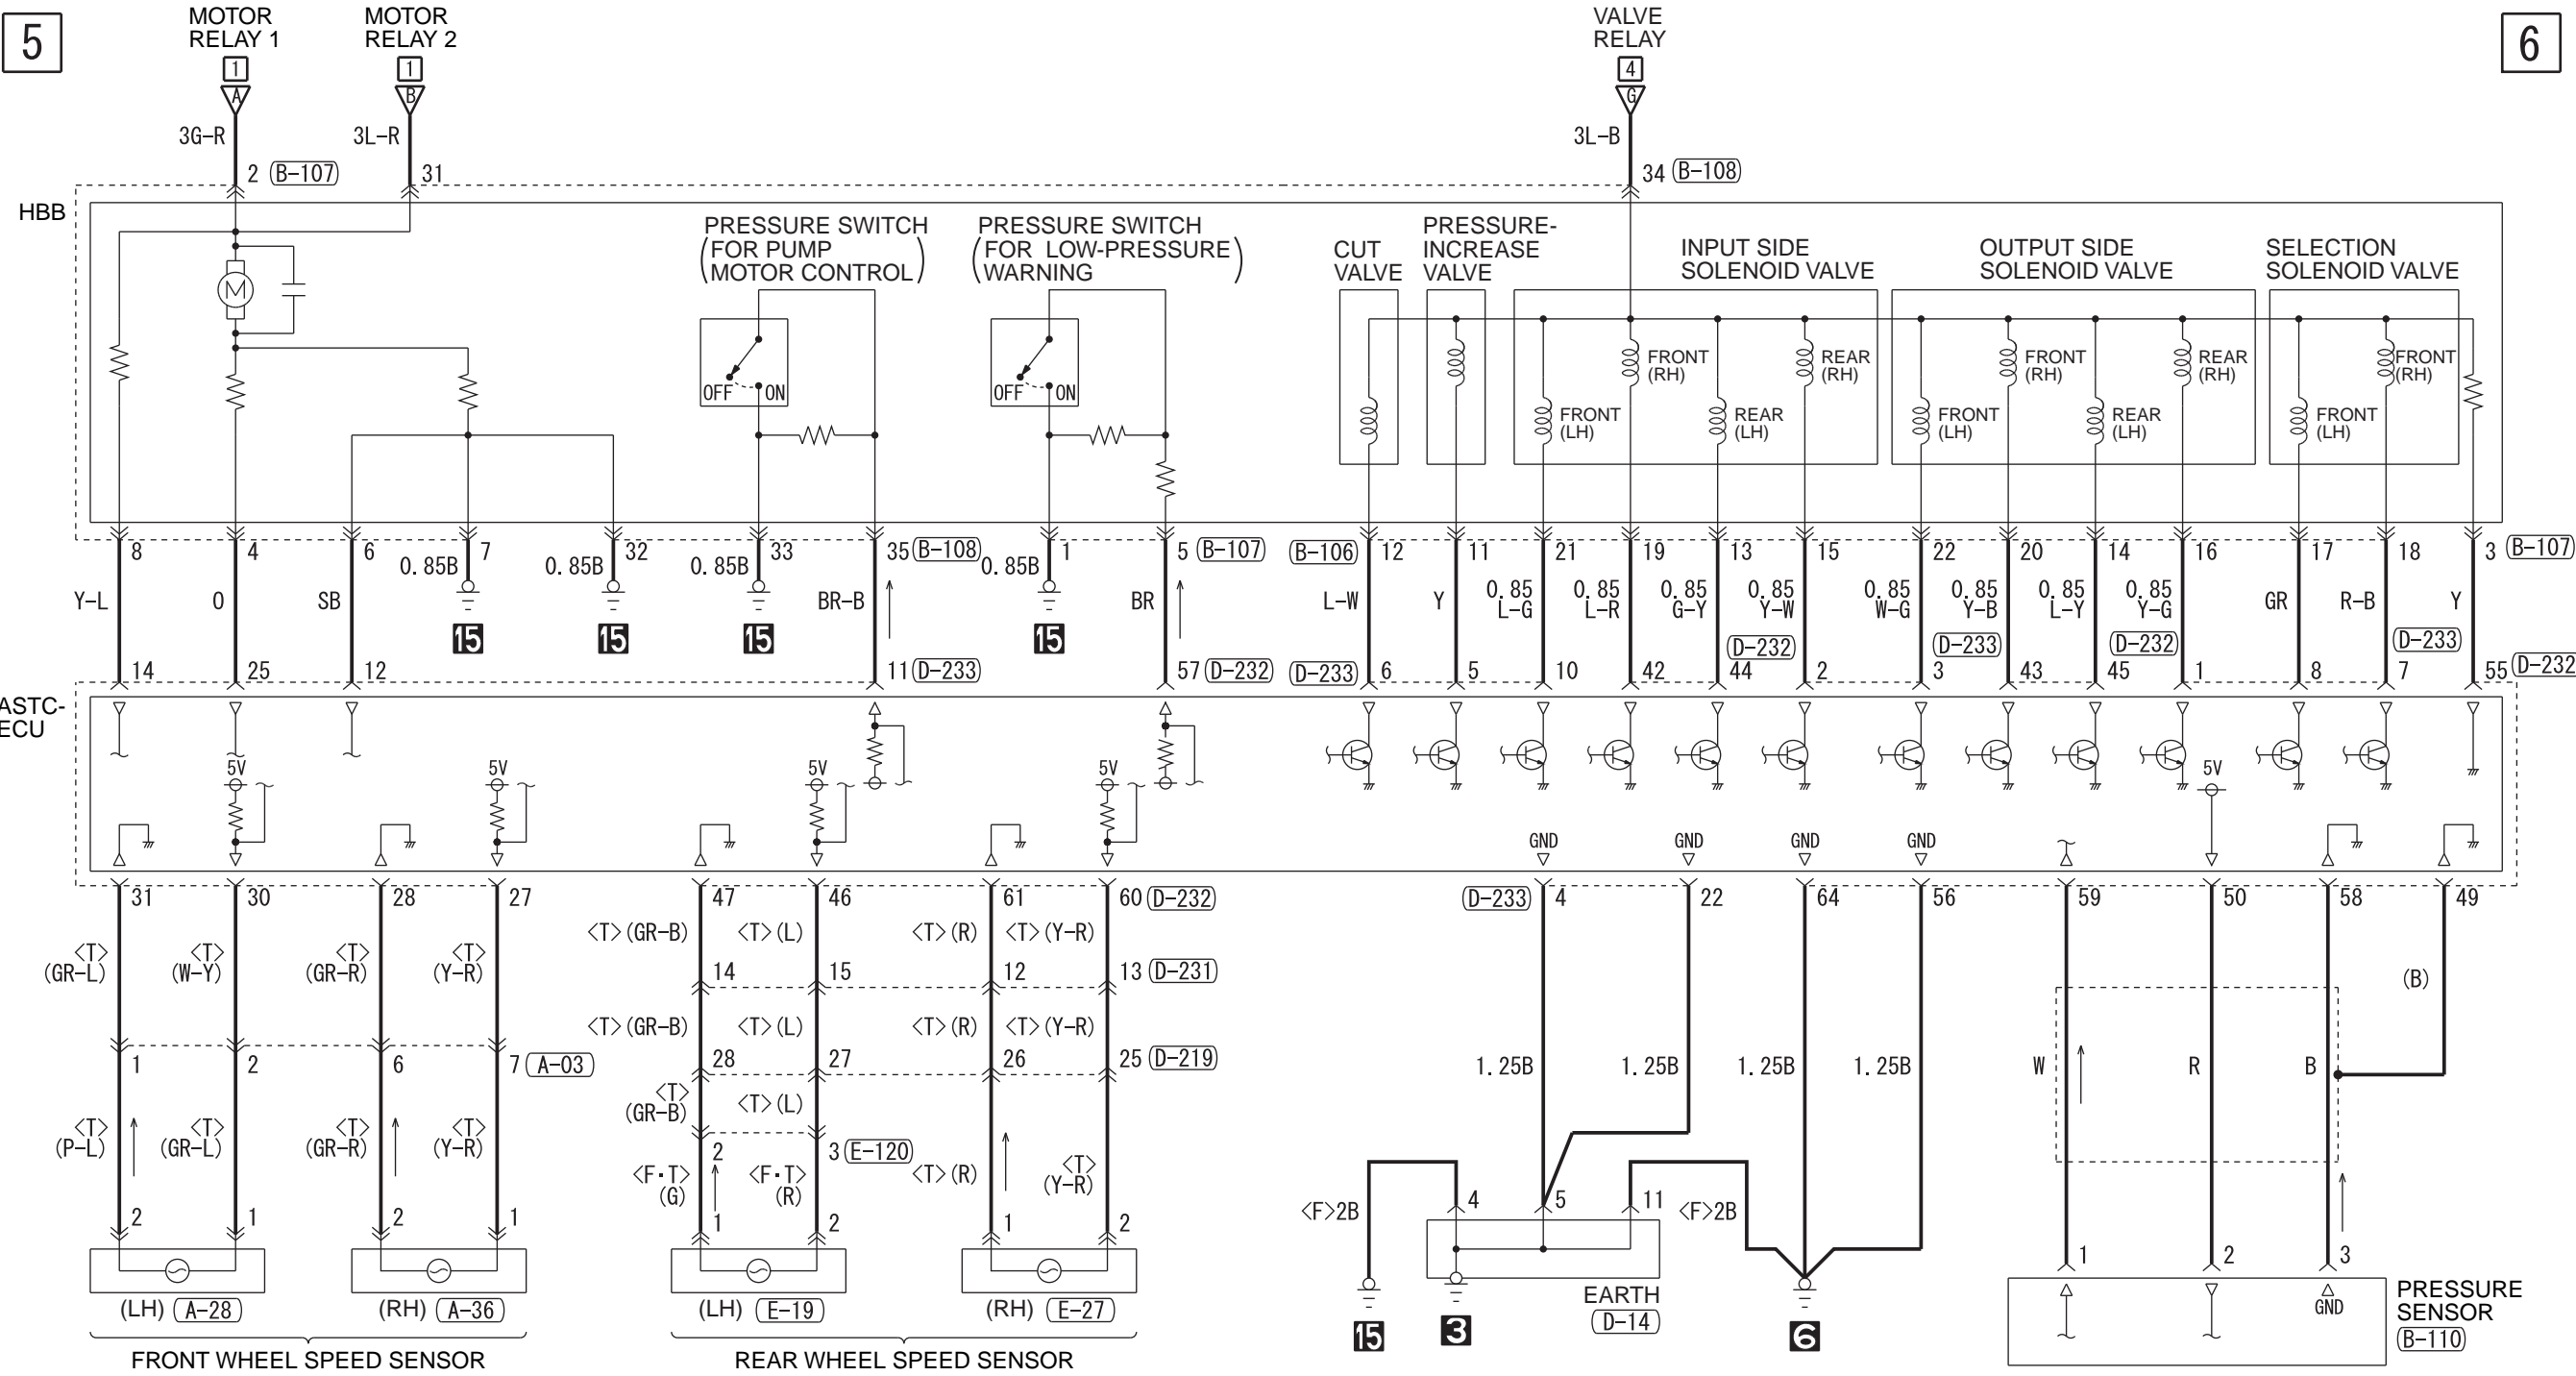 5
MOTOR
RELAY 1
MOTOR
RELAY 2
VALVE
RELAY
6
1
1
4
A
B
G
3G-R
3L-R
3L-B
2 B-107
31
34 B-108
HBB
PRESSURE SWITCH
(FOR PUMP
MOTOR CONTROL)
PRESSURE SWITCH
(FOR LOW-PRESSURE
WARNING)
CUT
VALVE
PRESSURE-
INCREASE
VALVE
INPUT SIDE
SOLENOID VALVE
OUTPUT SIDE
SOLENOID VALVE
SELECTION
SOLENOID VALVE
M
OFF ON
OFF ON
FRONT
(RH)
REAR
(RH)
FRONT
(RH)
REAR
(RH)
FRONT
(RH)
FRONT
(LH)
REAR
(LH)
FRONT
(LH)
REAR
(LH)
FRONT
(LH)
8 4 6 7 32 33 35 B-108 1 5 B-107 B-106 12 11 21 19 13 15 22 20 14 16 17 18 3 B-107
0.85B 0.85B 0.85B 0.85B
Y-L O SB BR-B BR L-W Y 0.85 L-G 0.85 L-R 0.85 G-Y 0.85 Y-W 0.85 W-G 0.85 Y-B 0.85 L-Y 0.85 Y-G GR R-B Y
15 15 15 15
D-232 D-233 D-232 D-233
14 25 12 11 D-233 57 D-232 D-233 6 5 10 42 44 2 3 43 45 1 8 7 55 D-232
ASTC-
ECU
5V 5V 5V 5V 5V
GND GND GND GND
31 30 28 27 47 46 61 60 D-232 D-233 4 22 64 56 59 50 58 49
<T>(GR-B) <T>(L) <T>(R) <T>(Y-R)
<T>
(GR-L)
<T>
(W-Y)
<T>
(GR-R)
<T>
(Y-R)
14 15 12 13 D-231
(B)
<T>(GR-B) <T>(L) <T>(R) <T>(Y-R)
1 2 6 7 A-03 28 27 26 25 D-219
1.25B 1.25B 1.25B 1.25B W R B
<T>
(GR-B)
<T>(L)
<T>
(P-L)
<T>
(GR-L)
<T>
(GR-R)
<T>
(Y-R)
2 3 E-120
<F·T>
(G)
<F·T>
(R)
<T>(R)
<T>
(Y-R)
2 1 2 1 1 2 1 2
<F>2B 4 5 11 <F>2B 1 2 3
(LH) A-28 (RH) A-36 (LH) E-19 (RH) E-27
FRONT WHEEL SPEED SENSOR
REAR WHEEL SPEED SENSOR
15 3
EARTH
D-14
6
GND
PRESSURE
SENSOR
B-110